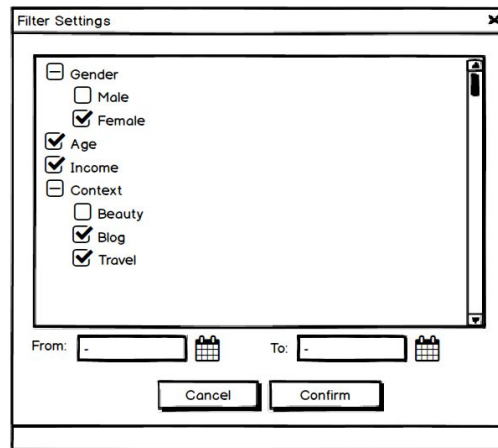 Filter Settings
Gender
Male
Female
Age
Income
Context
Beauty
Blog
Travel
From: - To: -
Cancel Confirm